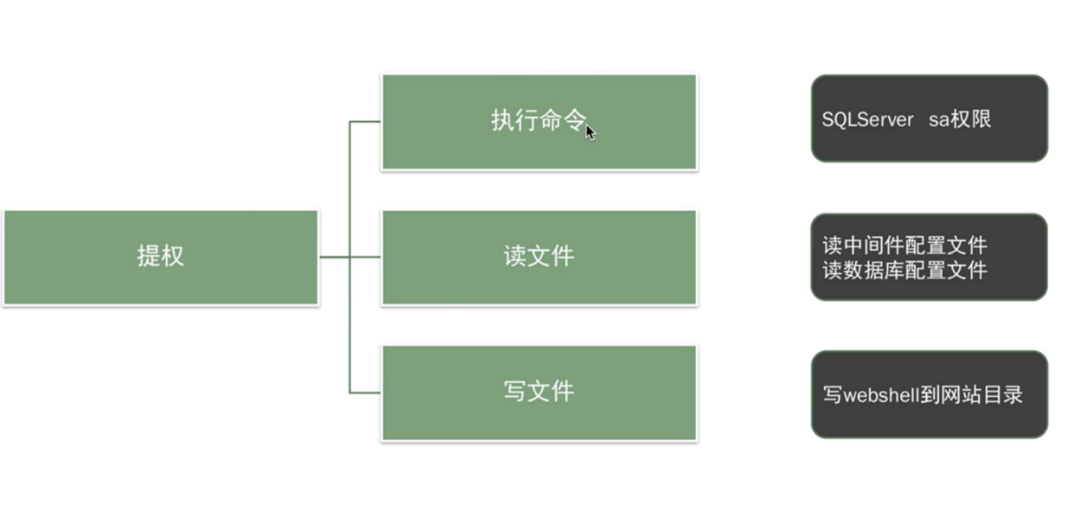 执行命令
SQLServer sa权限
提权
读文件
读中间件配置文件
读数据库配置文件
写文件
写webshell到网站目录